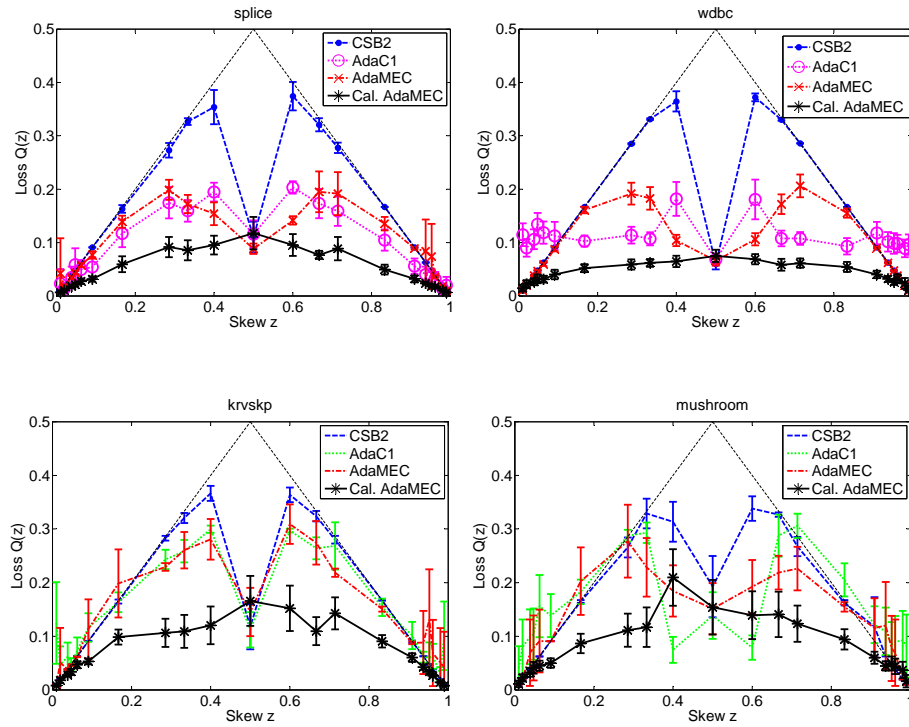 splice
0.5
0.4
0.3
0.2
0.1
0
Loss Q(z)
0 0.2 0.4 0.6 0.8 1
Skew z
CSB2
AdaC1
AdaMEC
Cal. AdaMEC
wdbc
0.5
0.4
0.3
0.2
0.1
0
Loss Q(z)
0 0.2 0.4 0.6 0.8 1
Skew z
CSB2
AdaC1
AdaMEC
Cal. AdaMEC
krvskp
0.5
0.4
0.3
0.2
0.1
0
Loss Q(z)
0 0.2 0.4 0.6 0.8 1
Skew z
CSB2
AdaC1
AdaMEC
Cal. AdaMEC
mushroom
0.5
0.4
0.3
0.2
0.1
0
Loss Q(z)
0 0.2 0.4 0.6 0.8 1
Skew z
CSB2
AdaC1
AdaMEC
Cal. AdaMEC